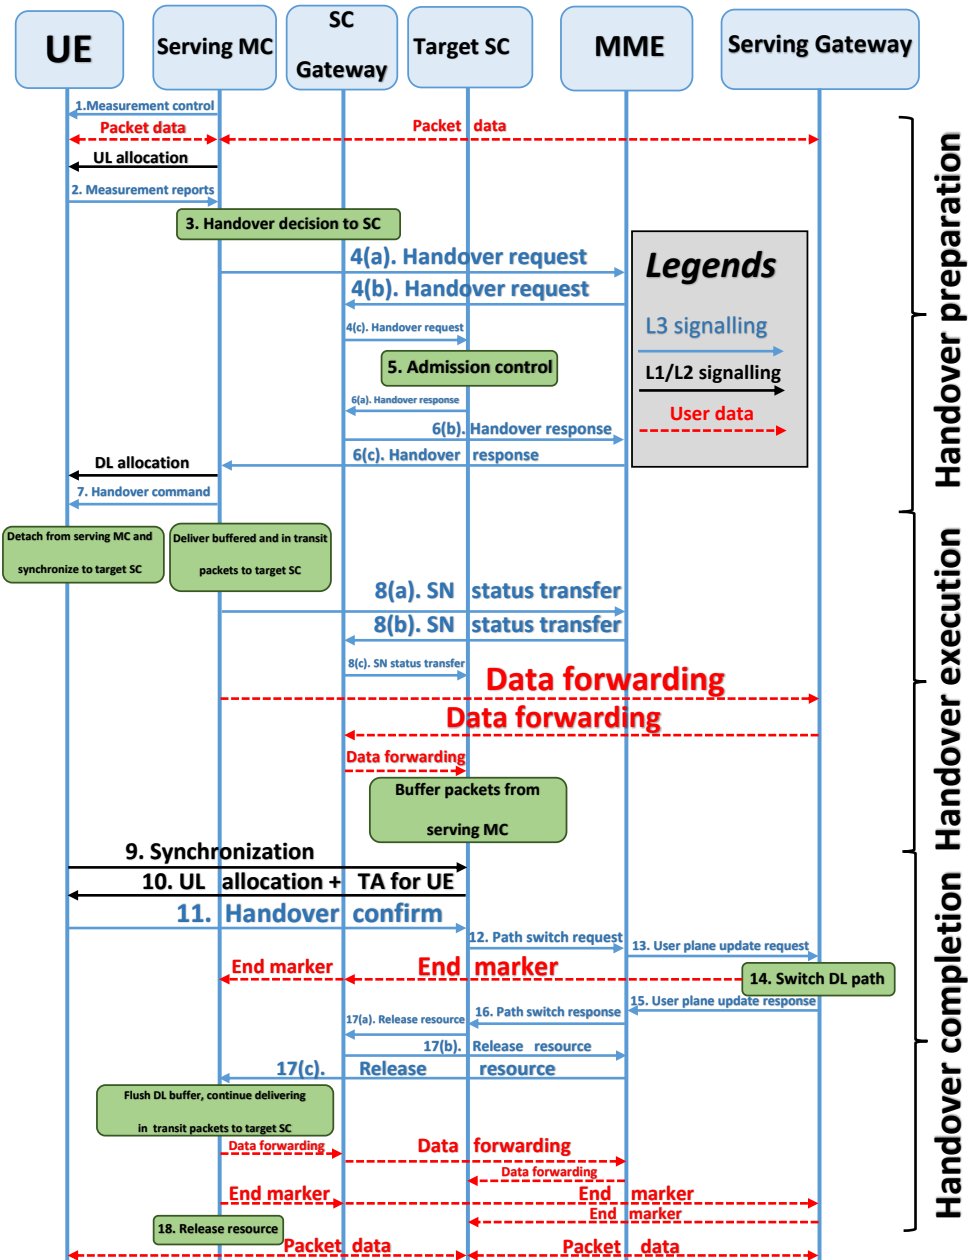 UE
Serving MC
SC
Gateway
Target SC
MME
Serving Gateway
1.Measurement control
Packet data
Packet data
UL allocation
2. Measurement reports
3. Handover decision to SC
4(a). Handover request
4(b). Handover request
4(c). Handover request
5. Admission control
6(a). Handover response
6(b). Handover response
6(c). Handover response
DL allocation
7. Handover command
Legends
L3 signalling
L1/L2 signalling
User data
Handover preparation
Detach from serving MC and
synchronize to target SC
Deliver buffered and in transit
packets to target SC
8(a). SN status transfer
8(b). SN status transfer
8(c). SN status transfer
Data forwarding
Data forwarding
Data forwarding
Buffer packets from
serving MC
Handover execution
9. Synchronization
10. UL allocation + TA for UE
11. Handover confirm
12. Path switch request
13. User plane update request
End marker
End marker
14. Switch DL path
15. User plane update response
16. Path switch response
17(a). Release resource
17(b). Release resource
17(c). Release resource
Flush DL buffer, continue delivering
in transit packets to target SC
Data forwarding
Data forwarding
Data forwarding
End marker
End marker
End marker
18. Release resource
Packet data
Packet data
Handover completion